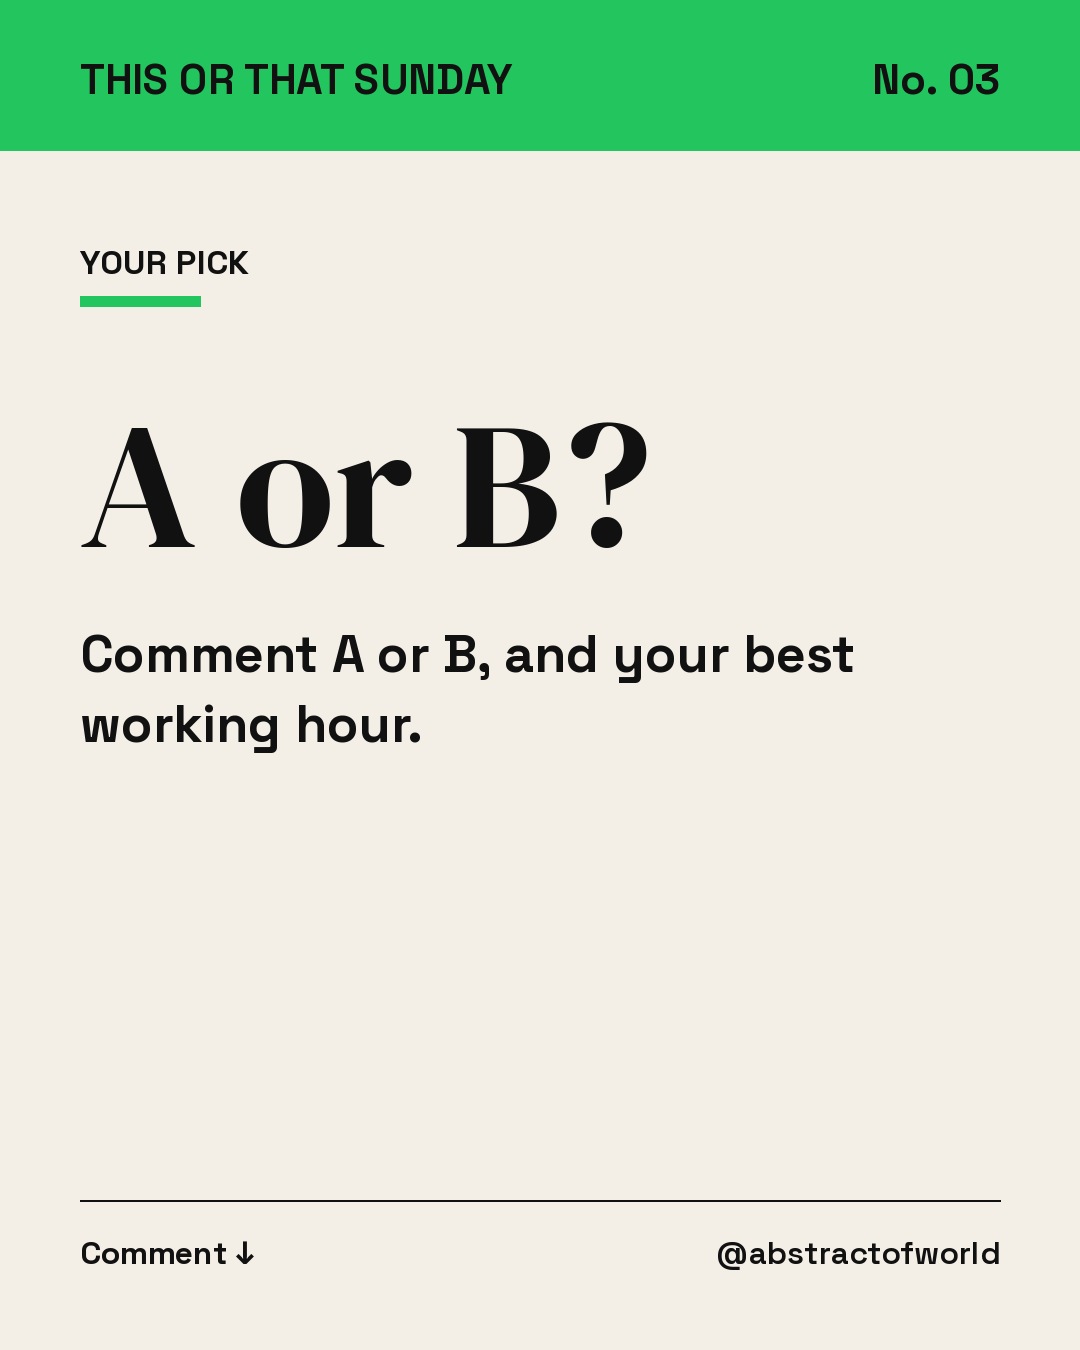 THIS OR THAT SUNDAY
No. 03
YOUR PICK
A or B?
Comment A or B, and your best
working hour.
Comment ↓
@abstractofworld